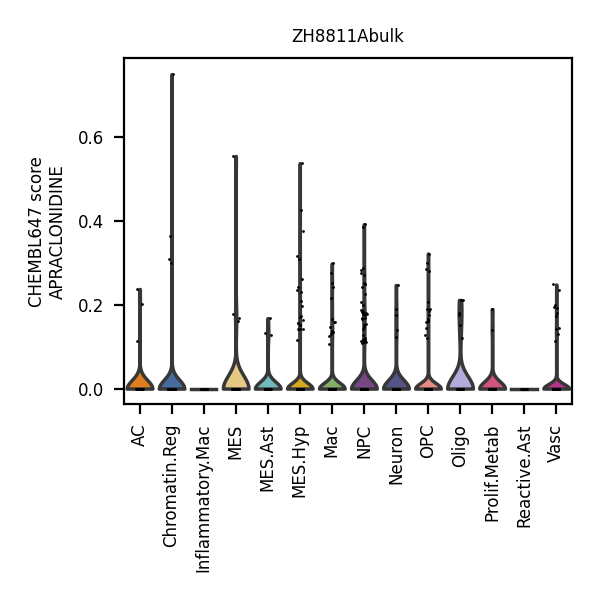 ZH8811Abulk
CHEMBL647 score
APRACLONIDINE
0.6
0.4
0.2
0.0
AC
Chromatin.Reg
Inflammatory.Mac
MES
MES.Ast
MES.Hyp
Mac
NPC
Neuron
OPC
Oligo
Prolif.Metab
Reactive.Ast
Vasc